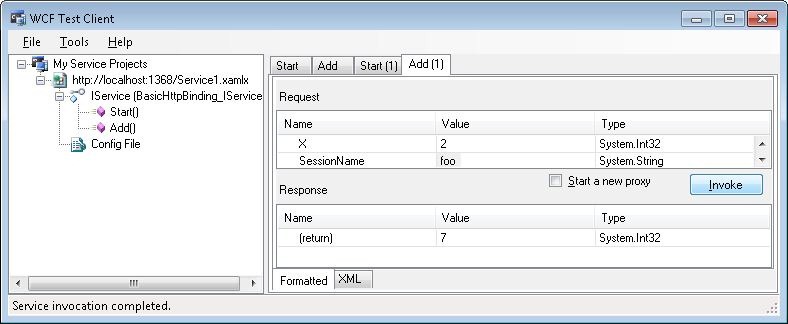 WCF Test Client
File Tools Help
My Service Projects
http://localhost:1368/Service1.xamlx
IService (BasicHttpBinding_IService
Start()
Add()
Config File
Start Add Start (1) Add (1)
Request
Name Value Type
X 2 System.Int32
SessionName foo System.String
Start a new proxy Invoke
Response
Name Value Type
(return) 7 System.Int32
Formatted XML
Service invocation completed.